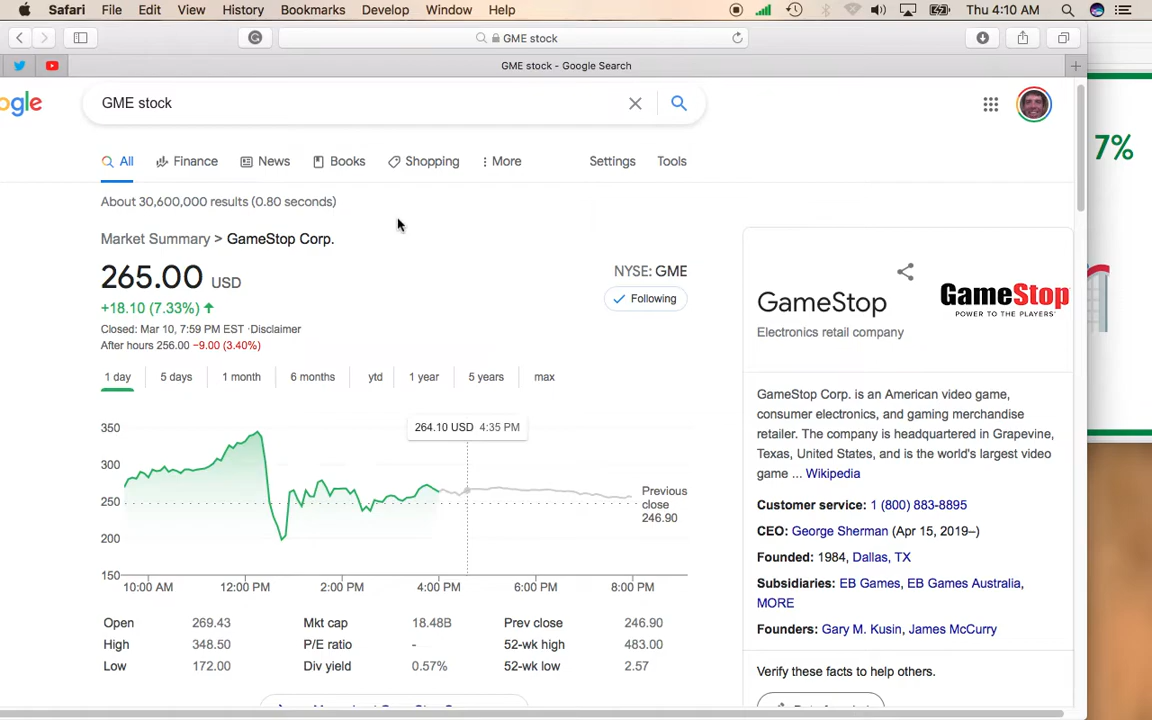 Safari File Edit View History Bookmarks Develop Window Help Thu 4:10 AM
GME stock
GME stock - Google Search
7%
ogle GME stock
All Finance News Books Shopping More Settings Tools
About 30,600,000 results (0.80 seconds)
Market Summary > GameStop Corp.
265.00 USD
+18.10 (7.33%)
Closed: Mar 10, 7:59 PM EST · Disclaimer
After hours 256.00 −9.00 (3.40%)
NYSE: GME
Following
1 day 5 days 1 month 6 months ytd 1 year 5 years max
264.10 USD 4:35 PM
350
300
250
200
150
Previous
close
246.90
10:00 AM 12:00 PM 2:00 PM 4:00 PM 6:00 PM 8:00 PM
Open 269.43 Mkt cap 18.48B Prev close 246.90
High 348.50 P/E ratio - 52-wk high 483.00
Low 172.00 Div yield 0.57% 52-wk low 2.57
GameStop
Electronics retail company
GameStop
POWER TO THE PLAYERS
GameStop Corp. is an American video game,
consumer electronics, and gaming merchandise
retailer. The company is headquartered in Grapevine,
Texas, United States, and is the world's largest video
game ... Wikipedia
Customer service: 1 (800) 883-8895
CEO: George Sherman (Apr 15, 2019–)
Founded: 1984, Dallas, TX
Subsidiaries: EB Games, EB Games Australia,
MORE
Founders: Gary M. Kusin, James McCurry
Verify these facts to help others.